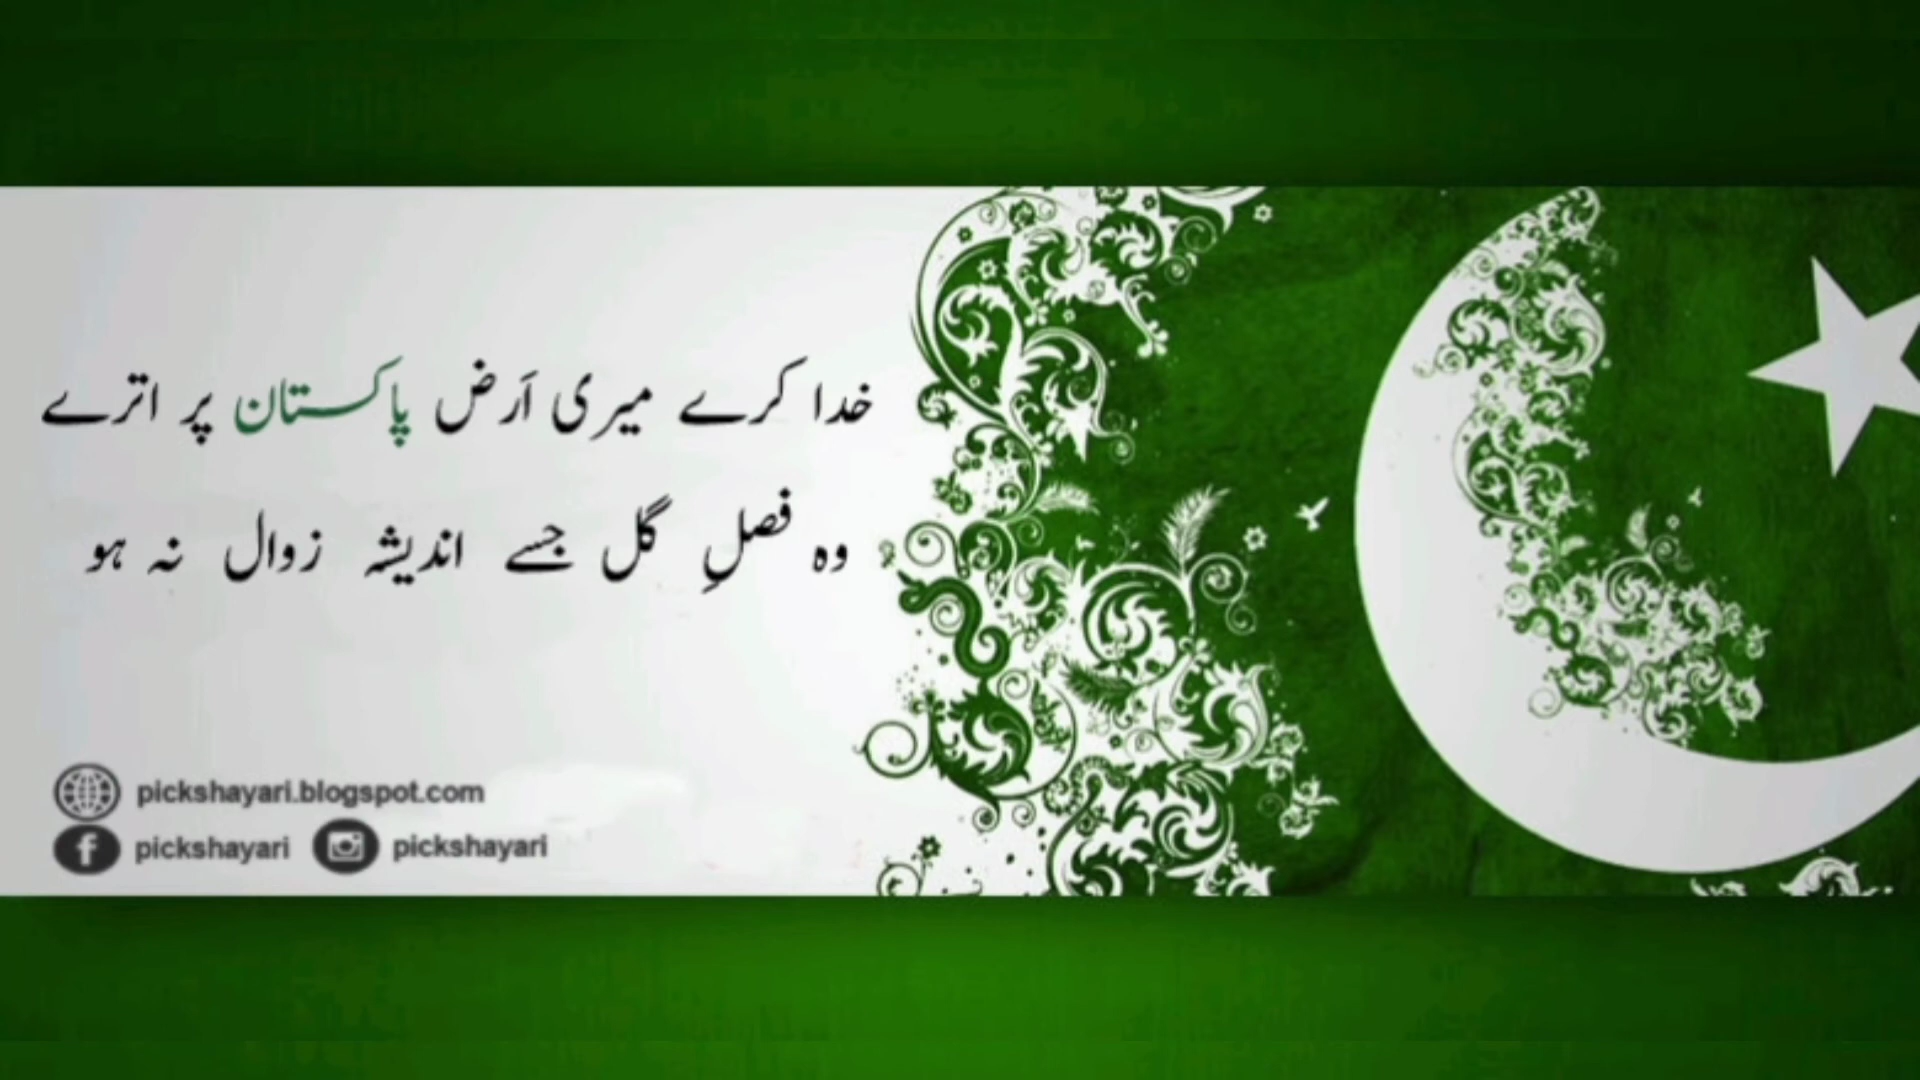 خدا کرے میری اَرض پاکستان پر اترے
وہ فصلِ گل جسے اندیشہ زوال نہ ہو
pickshayari.blogspot.com
pickshayari pickshayari